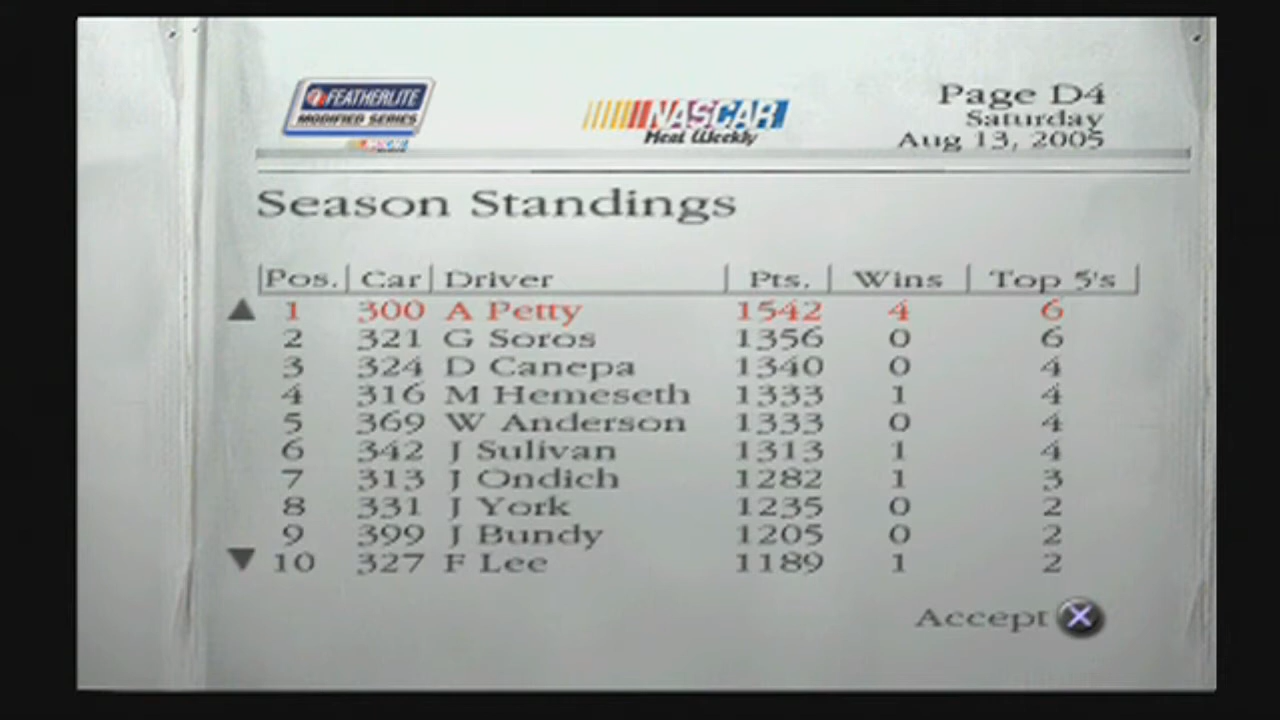 FEATHERLITE
MODIFIED SERIES
NASCAR
NASCAR
Meat Weekly
Page D4
Saturday
Aug 13, 2005
Season Standings
Pos. Car Driver Pts. Wins Top 5's
1 300 A Petty 1542 4 6
2 321 G Soros 1356 0 6
3 324 D Canepa 1340 0 4
4 316 M Hemeseth 1333 1 4
5 369 W Anderson 1333 0 4
6 342 J Sulivan 1313 1 4
7 313 J Ondich 1282 1 3
8 331 J York 1235 0 2
9 399 J Bundy 1205 0 2
10 327 F Lee 1189 1 2
Accept